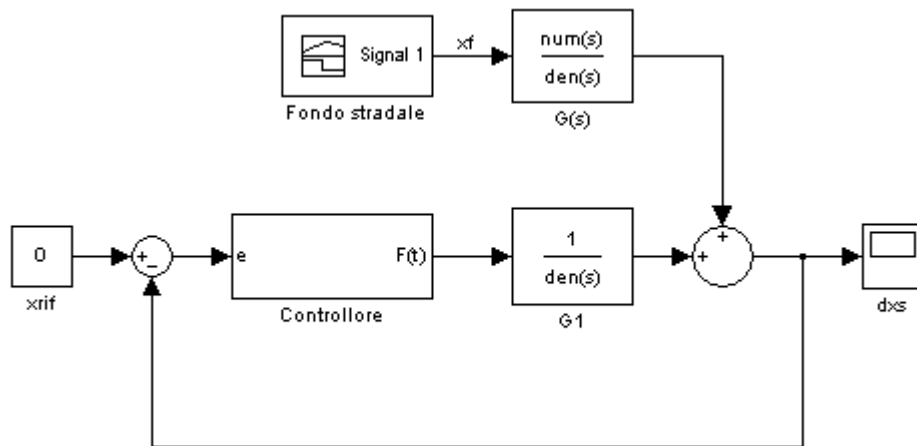 Signal 1
xf
num(s)
den(s)
Fondo stradale
G(s)
+
0
+
−
e
F(t)
1
den(s)
+
xrif
Controllore
G1
dxs